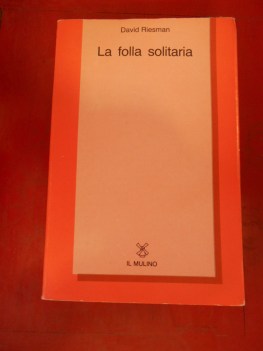 David Riesman
La folla solitaria
IL MULINO